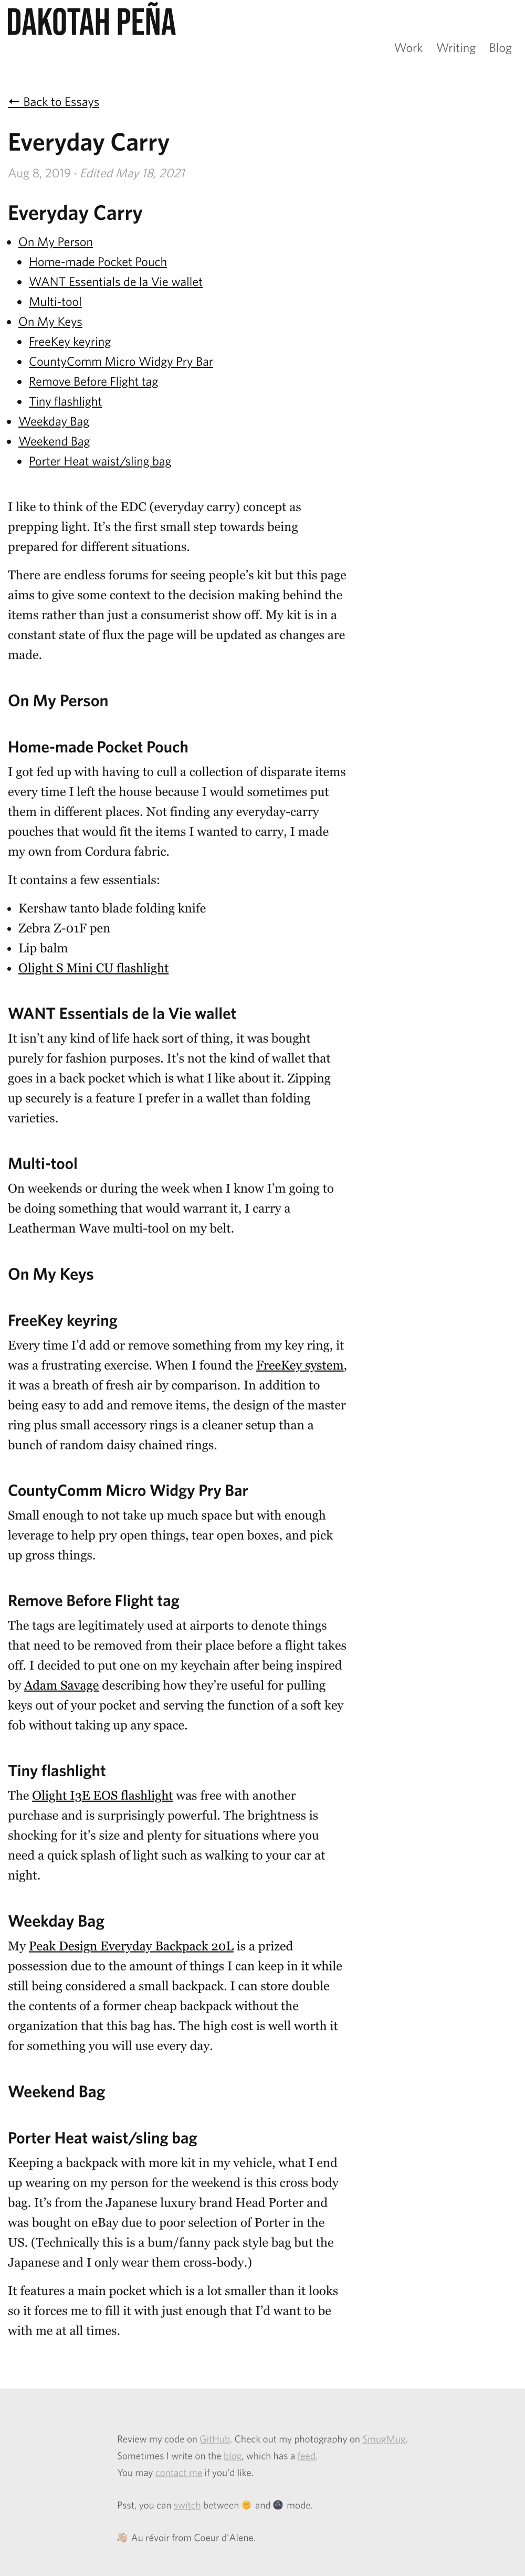 DAKOTAH PEÑA
Work Writing Blog
← Back to Essays
Everyday Carry
Aug 8, 2019 · Edited May 18, 2021
Everyday Carry
• On My Person
• Home-made Pocket Pouch
• WANT Essentials de la Vie wallet
• Multi-tool
• On My Keys
• FreeKey keyring
• CountyComm Micro Widgy Pry Bar
• Remove Before Flight tag
• Tiny flashlight
• Weekday Bag
• Weekend Bag
• Porter Heat waist/sling bag
I like to think of the EDC (everyday carry) concept as
prepping light. It’s the first small step towards being
prepared for different situations.
There are endless forums for seeing people’s kit but this page
aims to give some context to the decision making behind the
items rather than just a consumerist show off. My kit is in a
constant state of flux the page will be updated as changes are
made.
On My Person
Home-made Pocket Pouch
I got fed up with having to cull a collection of disparate items
every time I left the house because I would sometimes put
them in different places. Not finding any everyday-carry
pouches that would fit the items I wanted to carry, I made
my own from Cordura fabric.
It contains a few essentials:
• Kershaw tanto blade folding knife
• Zebra Z-01F pen
• Lip balm
• Olight S Mini CU flashlight
WANT Essentials de la Vie wallet
It isn’t any kind of life hack sort of thing, it was bought
purely for fashion purposes. It’s not the kind of wallet that
goes in a back pocket which is what I like about it. Zipping
up securely is a feature I prefer in a wallet than folding
varieties.
Multi-tool
On weekends or during the week when I know I’m going to
be doing something that would warrant it, I carry a
Leatherman Wave multi-tool on my belt.
On My Keys
FreeKey keyring
Every time I’d add or remove something from my key ring, it
was a frustrating exercise. When I found the FreeKey system,
it was a breath of fresh air by comparison. In addition to
being easy to add and remove items, the design of the master
ring plus small accessory rings is a cleaner setup than a
bunch of random daisy chained rings.
CountyComm Micro Widgy Pry Bar
Small enough to not take up much space but with enough
leverage to help pry open things, tear open boxes, and pick
up gross things.
Remove Before Flight tag
The tags are legitimately used at airports to denote things
that need to be removed from their place before a flight takes
off. I decided to put one on my keychain after being inspired
by Adam Savage describing how they’re useful for pulling
keys out of your pocket and serving the function of a soft key
fob without taking up any space.
Tiny flashlight
The Olight I3E EOS flashlight was free with another
purchase and is surprisingly powerful. The brightness is
shocking for it’s size and plenty for situations where you
need a quick splash of light such as walking to your car at
night.
Weekday Bag
My Peak Design Everyday Backpack 20L is a prized
possession due to the amount of things I can keep in it while
still being considered a small backpack. I can store double
the contents of a former cheap backpack without the
organization that this bag has. The high cost is well worth it
for something you will use every day.
Weekend Bag
Porter Heat waist/sling bag
Keeping a backpack with more kit in my vehicle, what I end
up wearing on my person for the weekend is this cross body
bag. It’s from the Japanese luxury brand Head Porter and
was bought on eBay due to poor selection of Porter in the
US. (Technically this is a bum/fanny pack style bag but the
Japanese and I only wear them cross-body.)
It features a main pocket which is a lot smaller than it looks
so it forces me to fill it with just enough that I’d want to be
with me at all times.
Review my code on GitHub. Check out my photography on SmugMug.
Sometimes I write on the blog, which has a feed.
You may contact me if you’d like.
Psst, you can switch between 🌞 and 🌚 mode.
👋🏼 Au révoir from Coeur d’Alene.